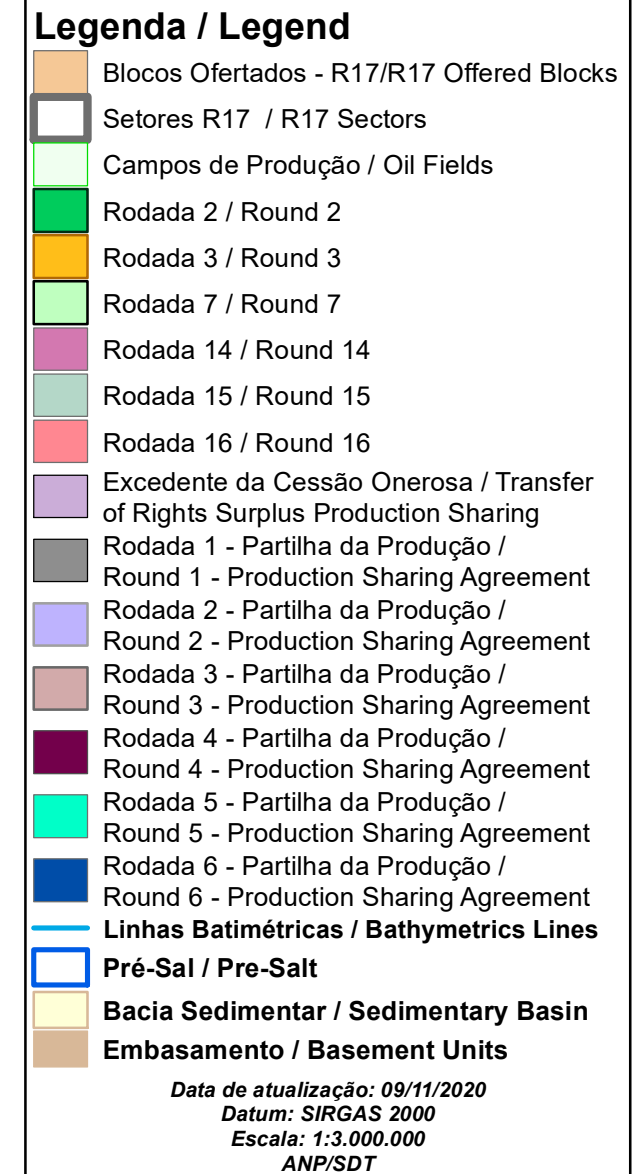 Legenda / Legend
Blocos Ofertados - R17/R17 Offered Blocks
Setores R17 / R17 Sectors
Campos de Produção / Oil Fields
Rodada 2 / Round 2
Rodada 3 / Round 3
Rodada 7 / Round 7
Rodada 14 / Round 14
Rodada 15 / Round 15
Rodada 16 / Round 16
Excedente da Cessão Onerosa / Transfer
of Rights Surplus Production Sharing
Rodada 1 - Partilha da Produção /
Round 1 - Production Sharing Agreement
Rodada 2 - Partilha da Produção /
Round 2 - Production Sharing Agreement
Rodada 3 - Partilha da Produção /
Round 3 - Production Sharing Agreement
Rodada 4 - Partilha da Produção /
Round 4 - Production Sharing Agreement
Rodada 5 - Partilha da Produção /
Round 5 - Production Sharing Agreement
Rodada 6 - Partilha da Produção /
Round 6 - Production Sharing Agreement
Linhas Batimétricas / Bathymetrics Lines
Pré-Sal / Pre-Salt
Bacia Sedimentar / Sedimentary Basin
Embasamento / Basement Units
Data de atualização: 09/11/2020
Datum: SIRGAS 2000
Escala: 1:3.000.000
ANP/SDT